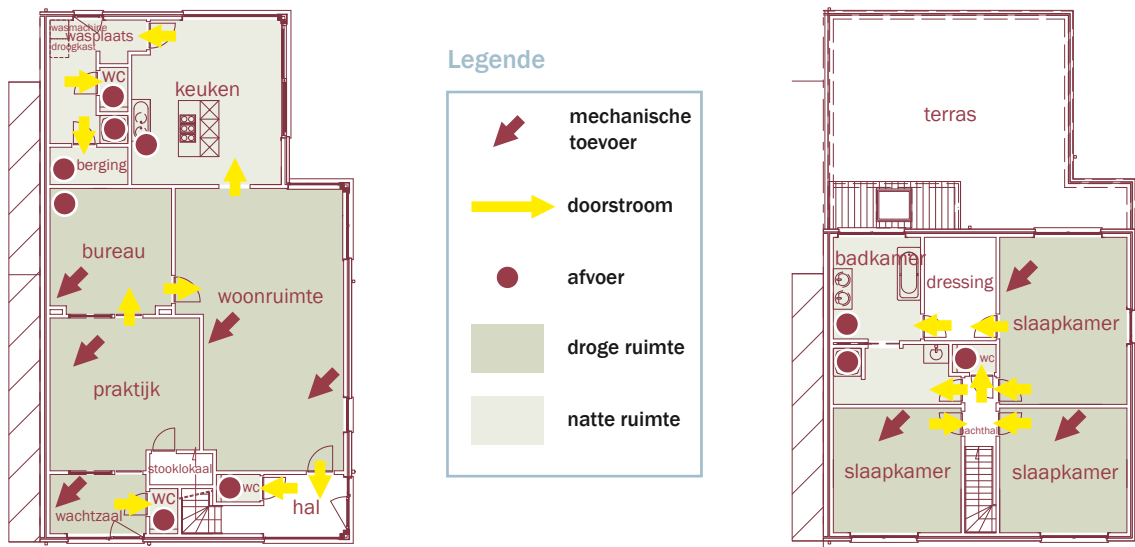 wasmachine
wasplaats
droogkast
WC
keuken
berging
bureau
woonruimte
praktijk
stooklokaal
WC
wc
wachtzaal
hal
Legende
mechanische
toevoer
doorstroom
afvoer
droge ruimte
natte ruimte
terras
badkamer
dressing
slaapkamer
wc
nachthal
slaapkamer
slaapkamer